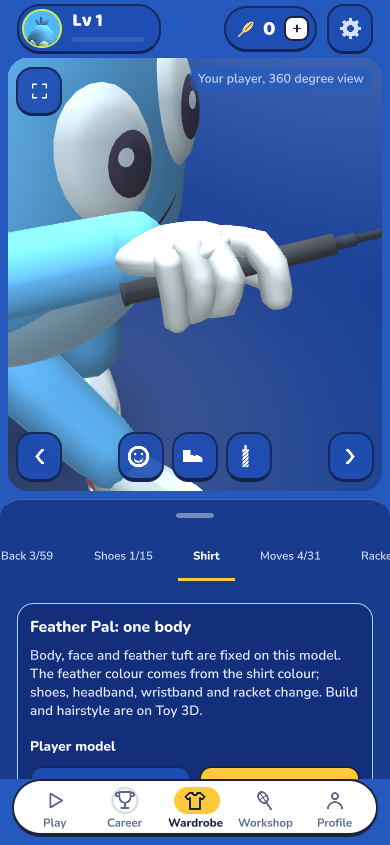 Lv 1
0
+
Your player, 360 degree view
Back 3/59
Shoes 1/15
Shirt
Moves 4/31
Racke
Feather Pal: one body
Body, face and feather tuft are fixed on this model.
The feather colour comes from the shirt colour;
shoes, headband, wristband and racket change. Build
and hairstyle are on Toy 3D.
Player model
Play
Career
Wardrobe
Workshop
Profile